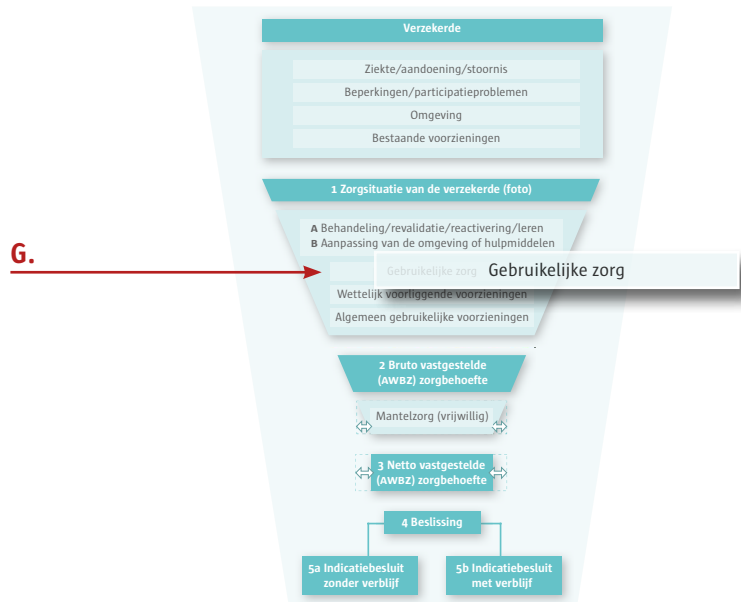 Verzekerde
Ziekte/aandoening/stoornis
Beperkingen/participatieproblemen
Omgeving
Bestaande voorzieningen
1 Zorgsituatie van de verzekerde (foto)
A Behandeling/revalidatie/reactivering/leren
B Aanpassing van de omgeving of hulpmiddelen
G.
Gebruikelijke zorg
Gebruikelijke zorg
Wettelijk voorliggende voorzieningen
Algemeen gebruikelijke voorzieningen
2 Bruto vastgestelde
(AWBZ) zorgbehoefte
Mantelzorg (vrijwillig)
3 Netto vastgestelde
(AWBZ) zorgbehoefte
4 Beslissing
5a Indicatiebesluit
zonder verblijf
5b Indicatiebesluit
met verblijf